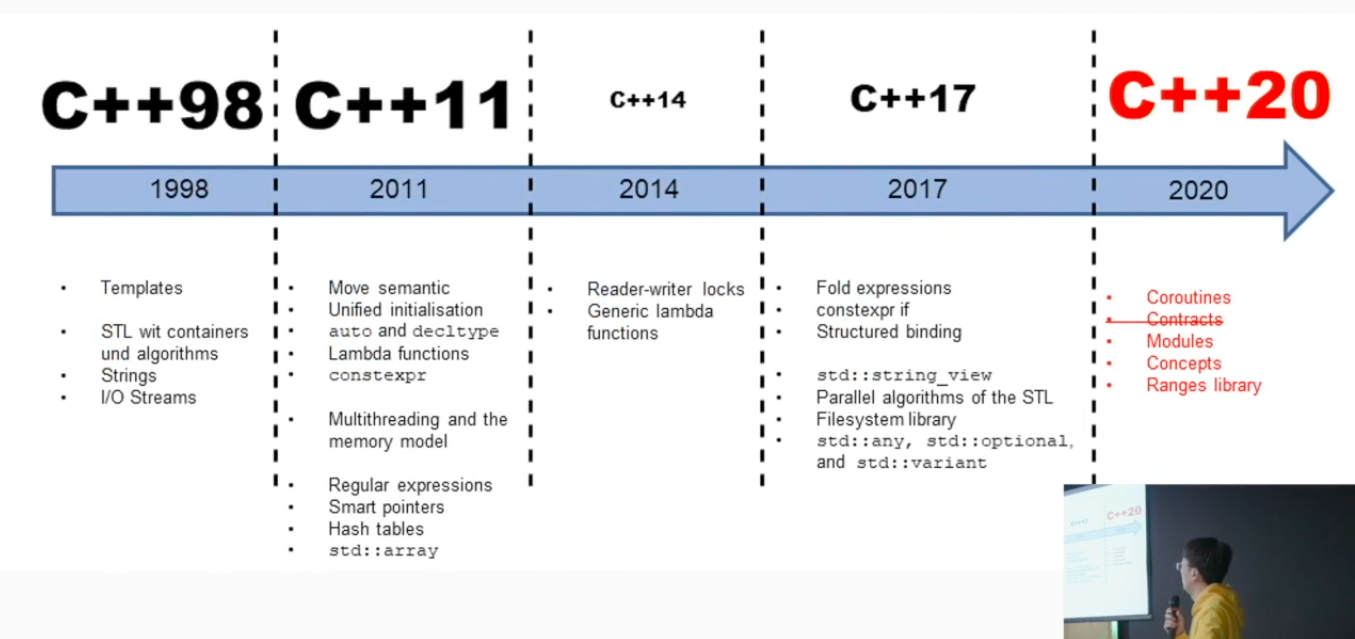 C++98
C++11
C++14
C++17
C++20
1998
2011
2014
2017
2020
• Templates
• STL wit containers
und algorithms
• Strings
• I/O Streams
• Move semantic
• Unified initialisation
• auto and decltype
• Lambda functions
• constexpr
• Multithreading and the
memory model
• Regular expressions
• Smart pointers
• Hash tables
• std::array
• Reader-writer locks
• Generic lambda
functions
• Fold expressions
• constexpr if
• Structured binding
• std::string_view
• Parallel algorithms of the STL
• Filesystem library
• std::any, std::optional,
and std::variant
• Coroutines
• Contracts
• Modules
• Concepts
• Ranges library
C++17
C++20